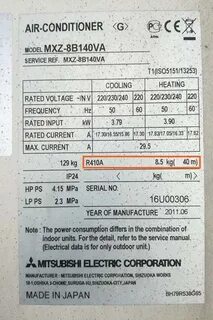 AIR-CONDITIONER <G>
MODEL MXZ-8B140VA
SERVICE REF. MXZ-8B140VA
T1(ISO5151/13253)
COOLING HEATING
RATED VOLTAGE V 220/230/240 220 220/230/240 220
FREQUENCY Hz 50 60 50 60
RATED INPUT kW 3.79 3.90
RATED CURRENT A
MAX. CURRENT A 29.5
129 kg R410A 8.5 kg( 40 m)
IP24
HP PS 4.15 MPa SERIAL NO.
LP PS 2.3 MPa 16U00306
YEAR OF MANUFACTURE 2011.06
Note : The power differs in the combination of
indoor units. For the detail, refer to the service manual.
(Electrical data is for outdoor unit only.)
MITSUBISHI ELECTRIC CORPORATION
MADE IN JAPAN